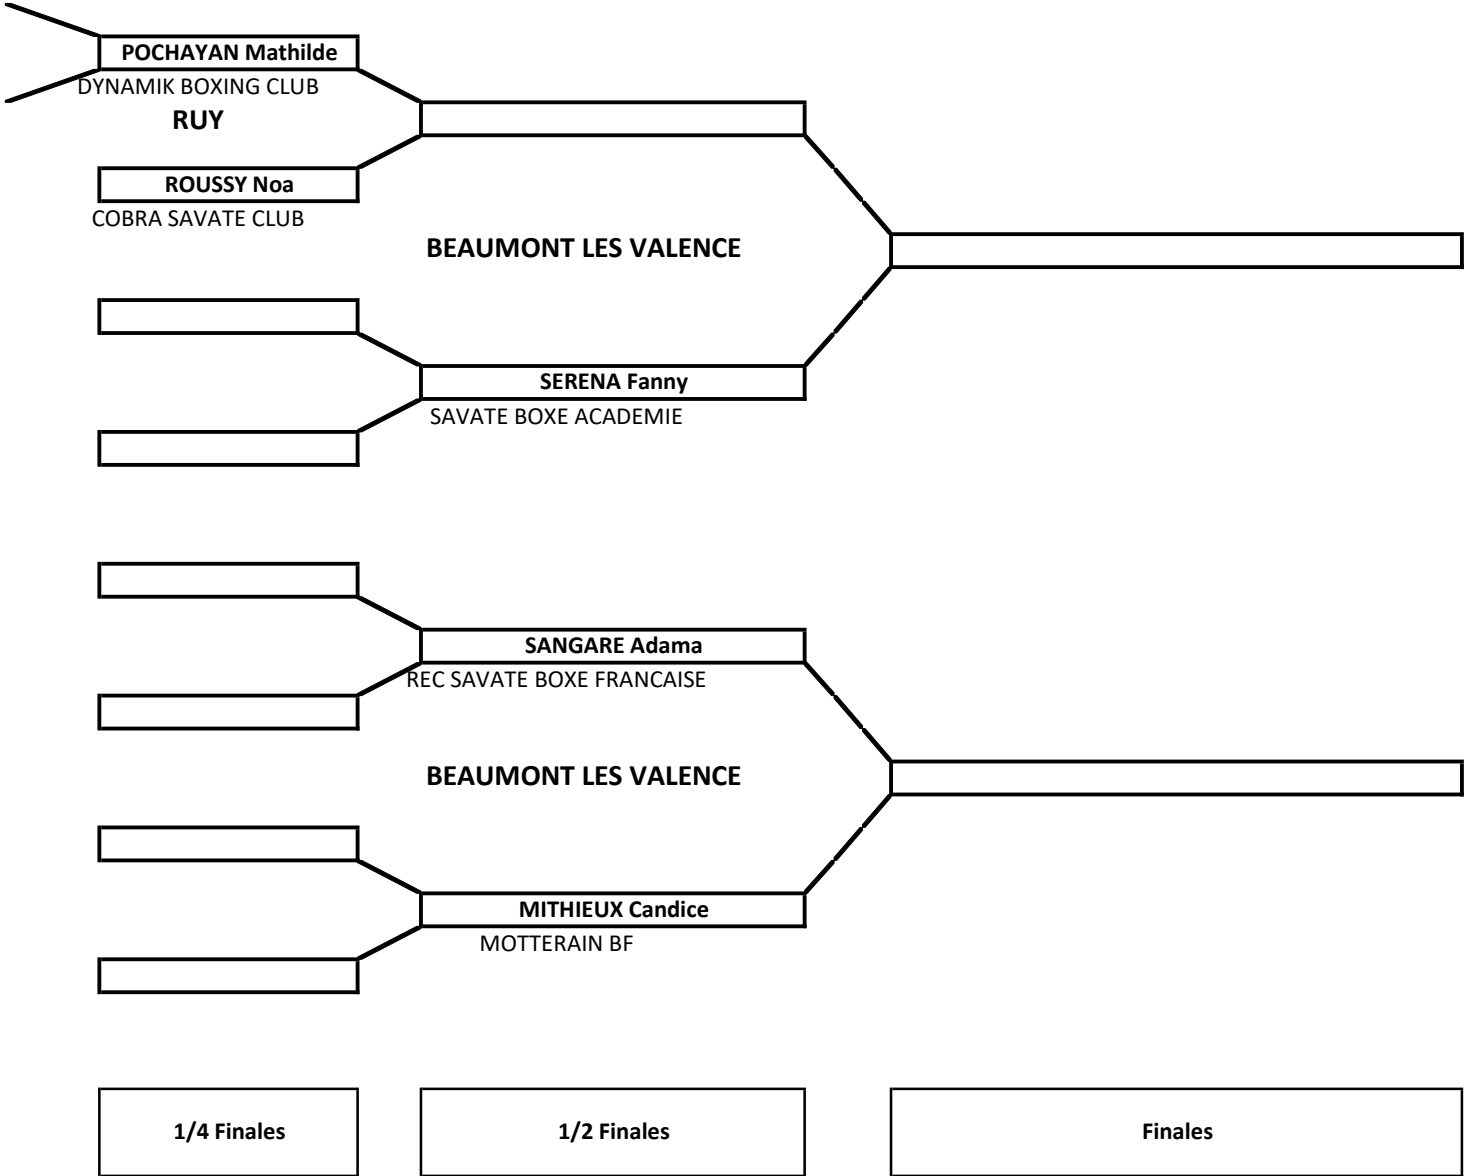 POCHAYAN Mathilde
DYNAMIK BOXING CLUB
RUY
ROUSSY Noa
COBRA SAVATE CLUB
BEAUMONT LES VALENCE
SERENA Fanny
SAVATE BOXE ACADEMIE
SANGARE Adama
REC SAVATE BOXE FRANCAISE
BEAUMONT LES VALENCE
MITHIEUX Candice
MOTTERAIN BF
1/4 Finales
1/2 Finales
Finales